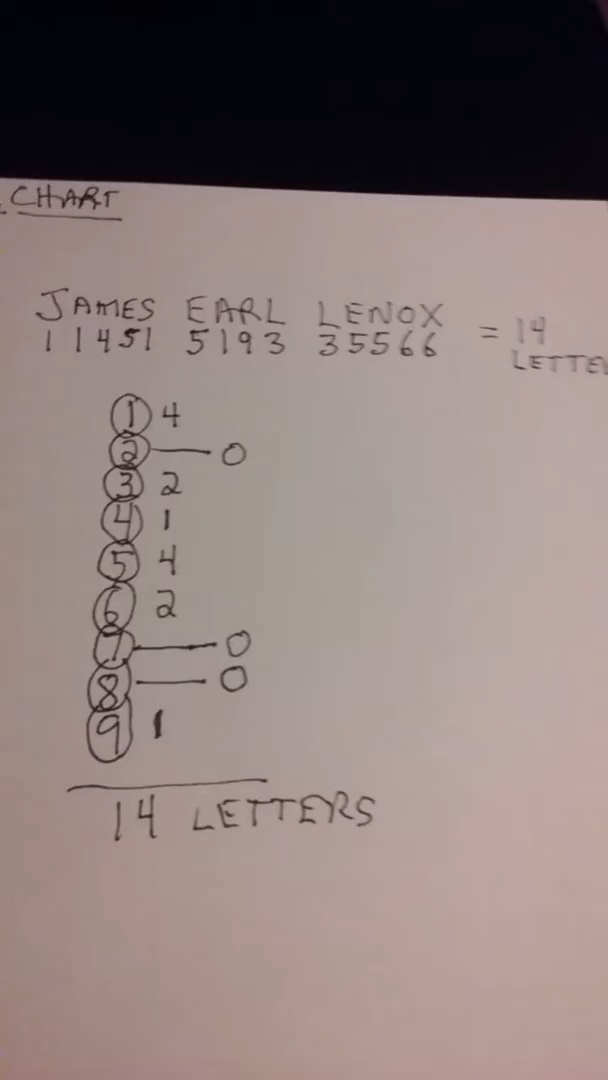 CHART
JAMES EARL LENOX
11451 5193 35566 = 14
LETTE
1 4
2 — 0
3 2
4 1
5 4
6 2
7 — 0
8 — 0
9 1
14 LETTERS